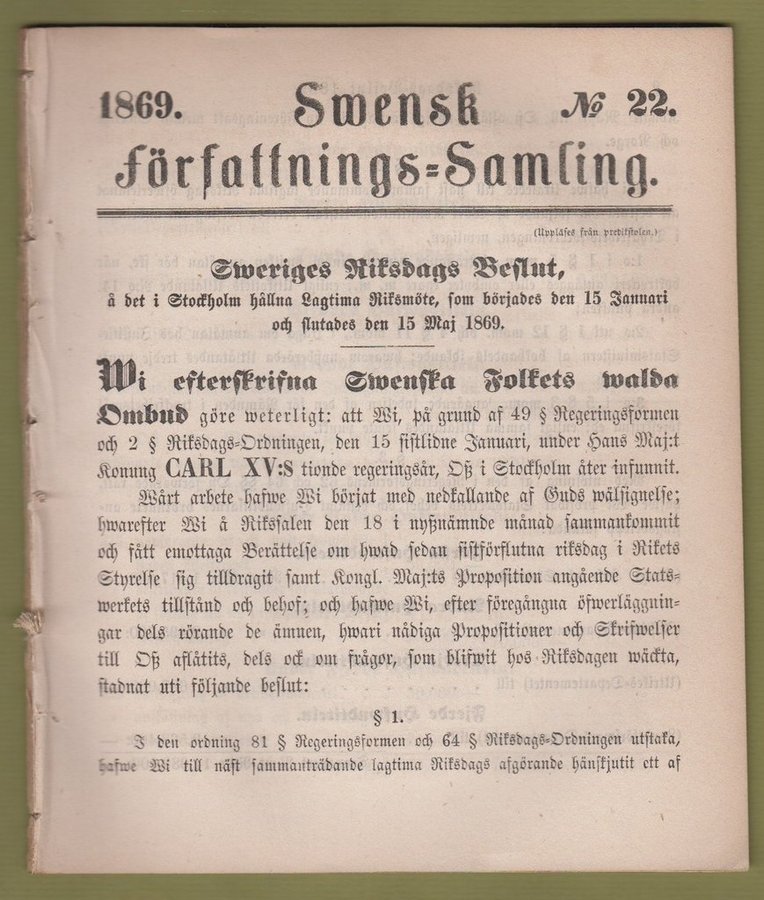 1869. Swensk № 22.
Författnings=Samling.
(Uppläses från predikstolen.)
Sweriges Riksdags Beslut,
å det i Stockholm hållna Lagtima Riksmöte, som börjades den 15 Januari
och slutades den 15 Maj 1869.
Wi efterskrifna Swenska Folkets walda
Ombud göre weterligt: att Wi, på grund af 49 § Regeringsformen
och 2 § Riksdags-Ordningen, den 15 sistlidne Januari, under Hans Maj:t
Konung CARL XV:S tionde regeringsår, Oß i Stockholm åter infunnit.
Wårt arbete hafwe Wi börjat med nedkallande af Guds wälsignelse;
hwarefter Wi å Rikssalen den 18 i nyßnämnde månad sammankommit
och fått emottaga Berättelse om hwad sedan sistförflutna riksdag i Rikets
Styrelse sig tilldragit samt Kongl. Maj:ts Proposition angående Stats-
werkets tillstånd och behof; och hafwe Wi, efter föregångna öfwerläggnin-
gar dels rörande de ämnen, hwari nådiga Propositioner och Skrifwelser
till Oß aflåtits, dels ock om frågor, som blifwit hos Riksdagen wäckta,
stadnat uti följande beslut:
§ 1.
I den ordning 81 § Regeringsformen och 64 § Riksdags-Ordningen utstaka,
hafwe Wi till näst sammanträdande lagtima Riksdags afgörande hänskjutit ett af